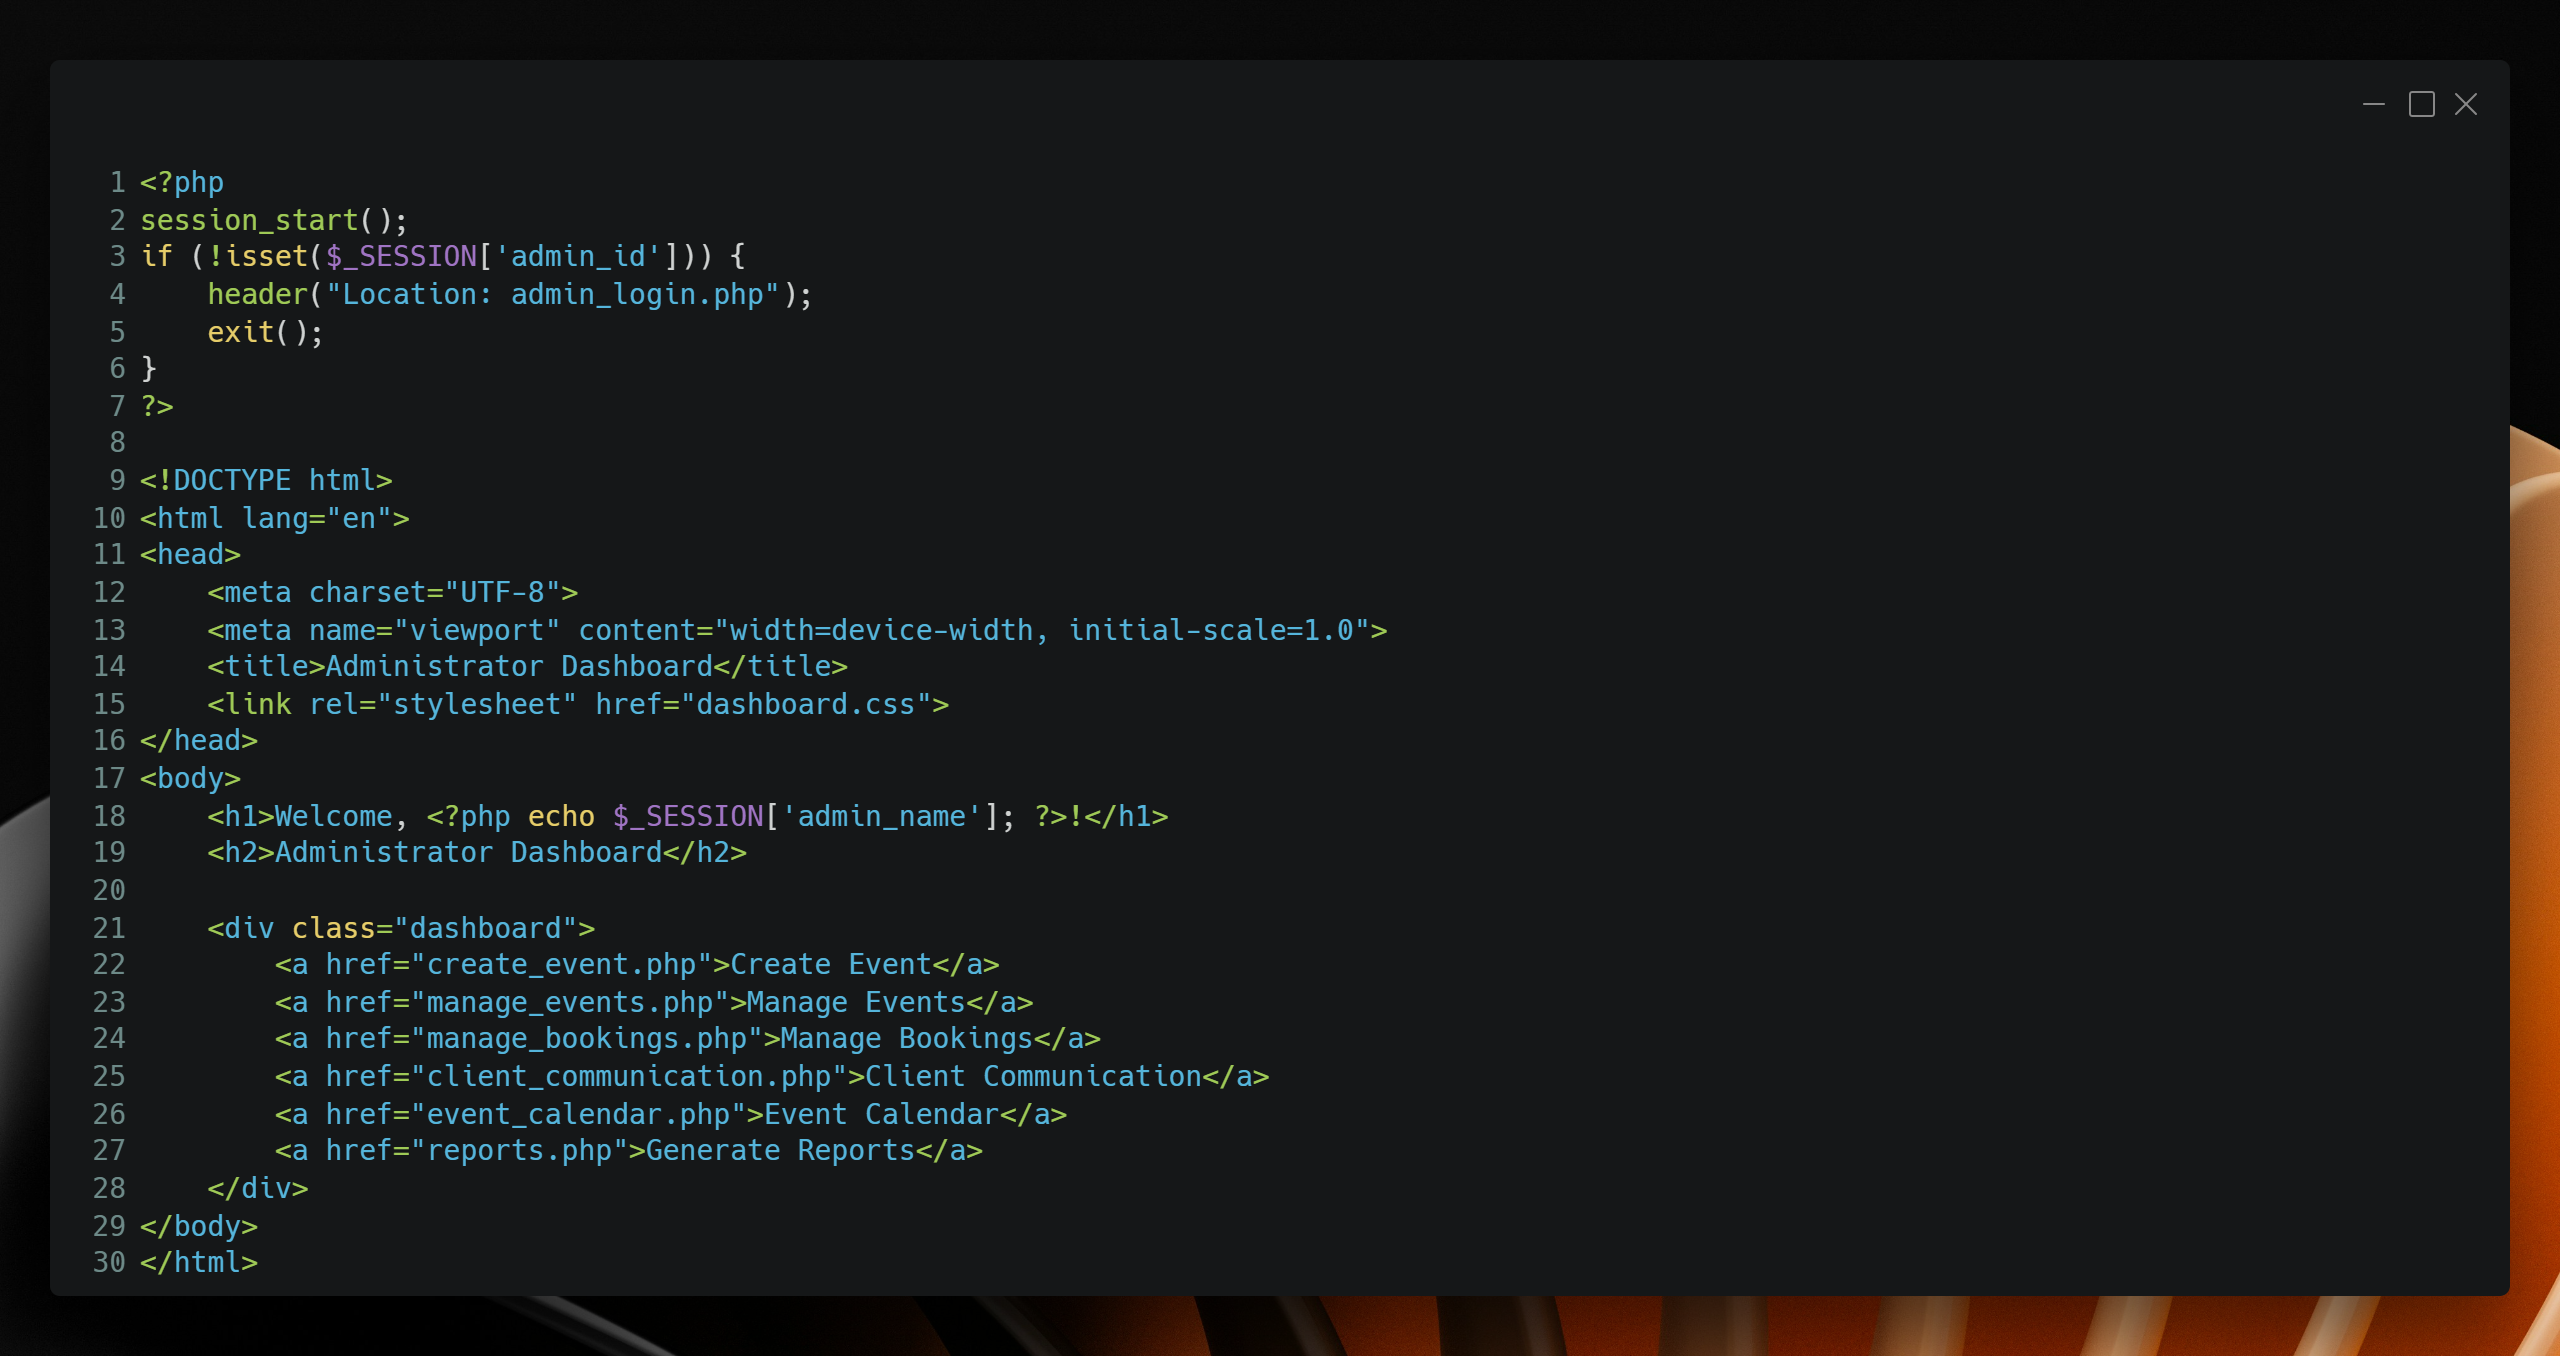 1 <?php
2 session_start();
3 if (!isset($_SESSION['admin_id'])) {
4     header("Location: admin_login.php");
5     exit();
6 }
7 ?>
8
9 <!DOCTYPE html>
10 <html lang="en">
11 <head>
12     <meta charset="UTF-8">
13     <meta name="viewport" content="width=device-width, initial-scale=1.0">
14     <title>Administrator Dashboard</title>
15     <link rel="stylesheet" href="dashboard.css">
16 </head>
17 <body>
18     <h1>Welcome, <?php echo $_SESSION['admin_name']; ?>!</h1>
19     <h2>Administrator Dashboard</h2>
20
21     <div class="dashboard">
22         <a href="create_event.php">Create Event</a>
23         <a href="manage_events.php">Manage Events</a>
24         <a href="manage_bookings.php">Manage Bookings</a>
25         <a href="client_communication.php">Client Communication</a>
26         <a href="event_calendar.php">Event Calendar</a>
27         <a href="reports.php">Generate Reports</a>
28     </div>
29 </body>
30 </html>